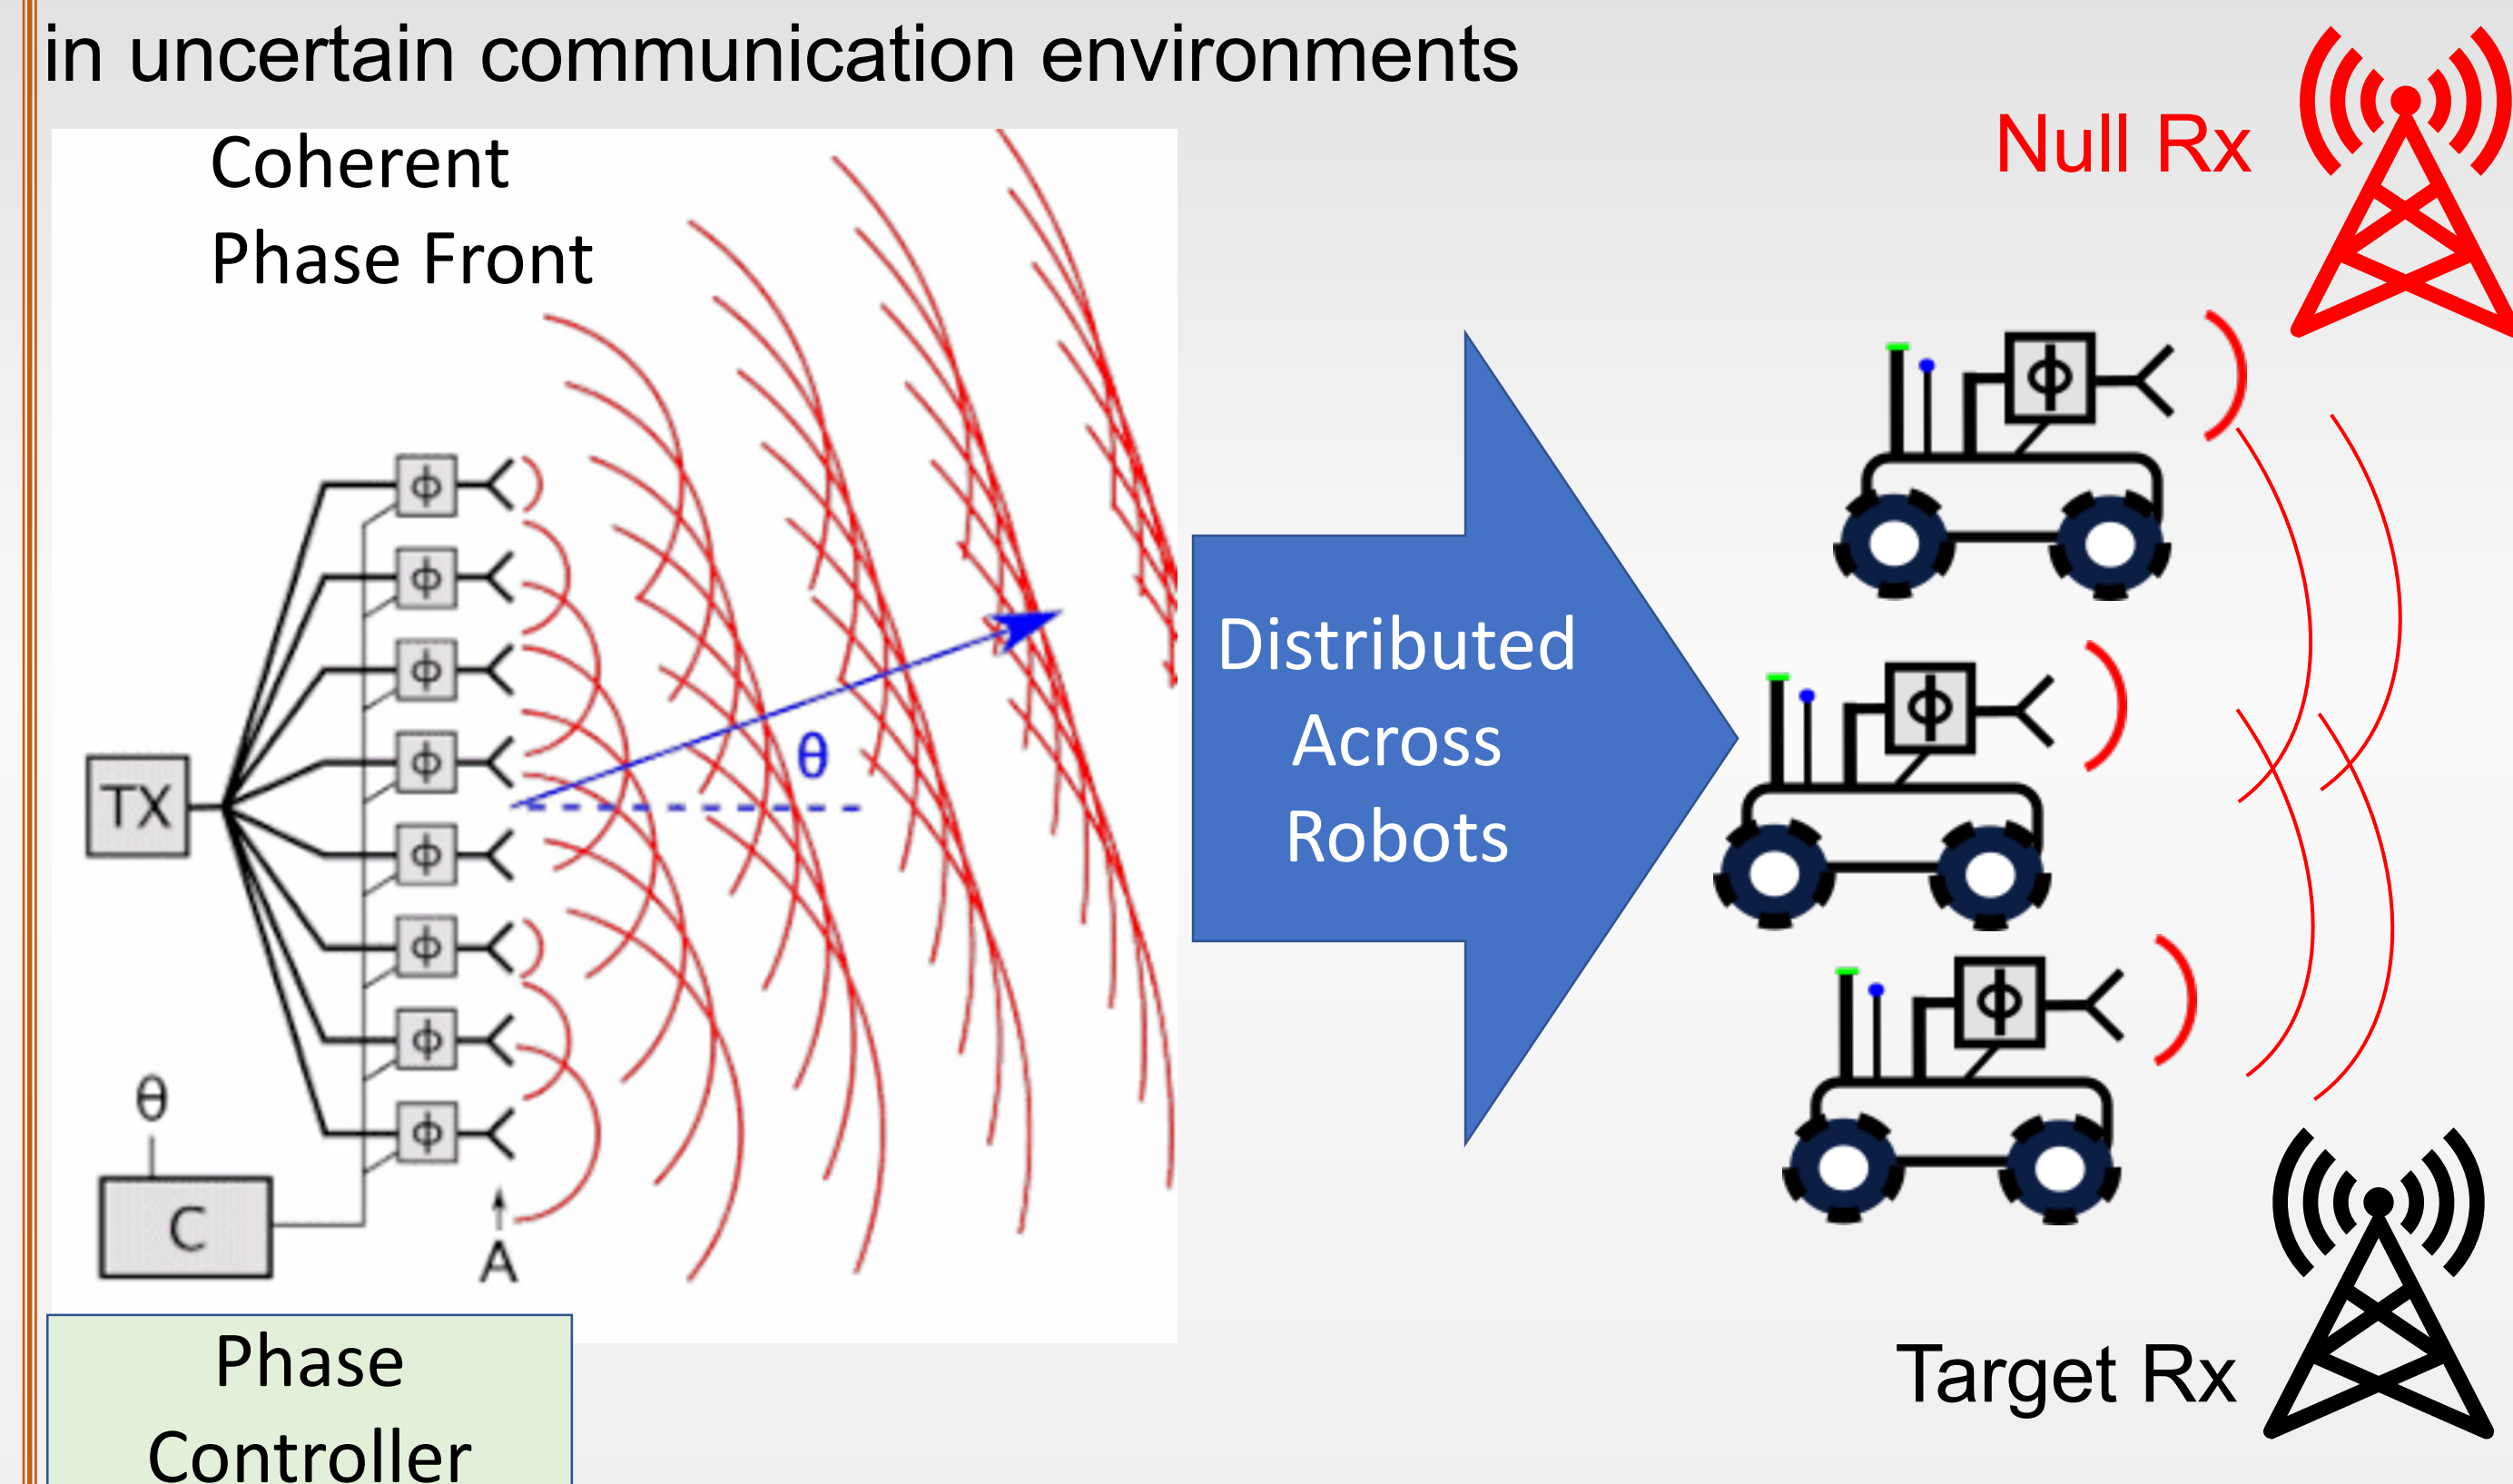 in uncertain communication environments
Coherent
Phase Front
Null Rx
ϕ
ϕ
ϕ
ϕ
ϕ
ϕ
ϕ
ϕ
TX
θ
θ
C
A
Distributed
Across
Robots
Φ
Φ
Φ
Target Rx
Phase
Controller